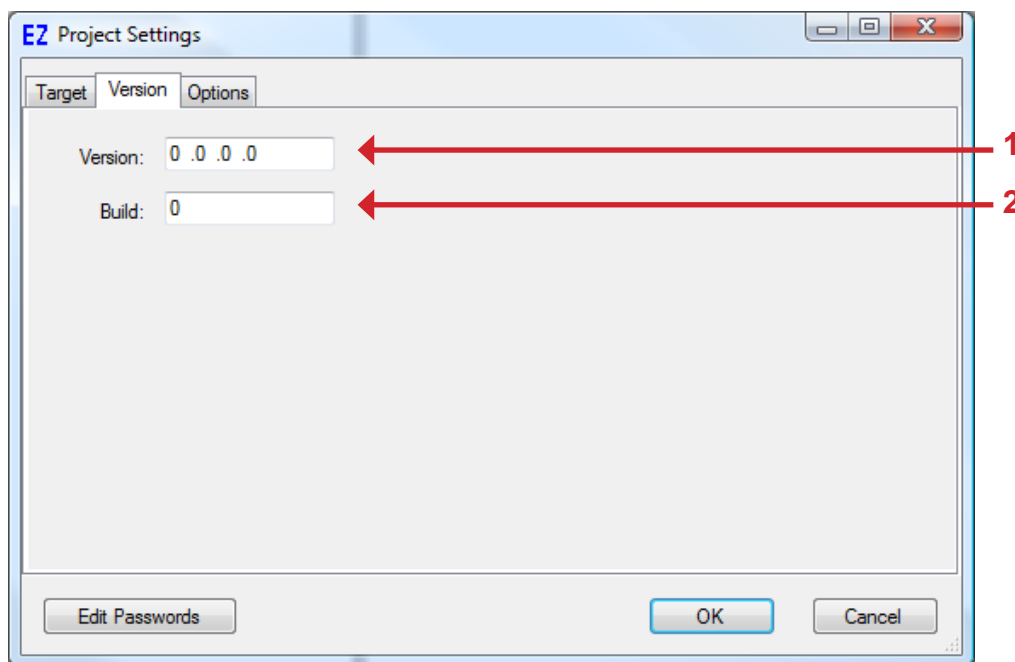 EZ Project Settings
Target Version Options
Version: 0 .0 .0 .0 1
Build: 0 2
Edit Passwords OK Cancel